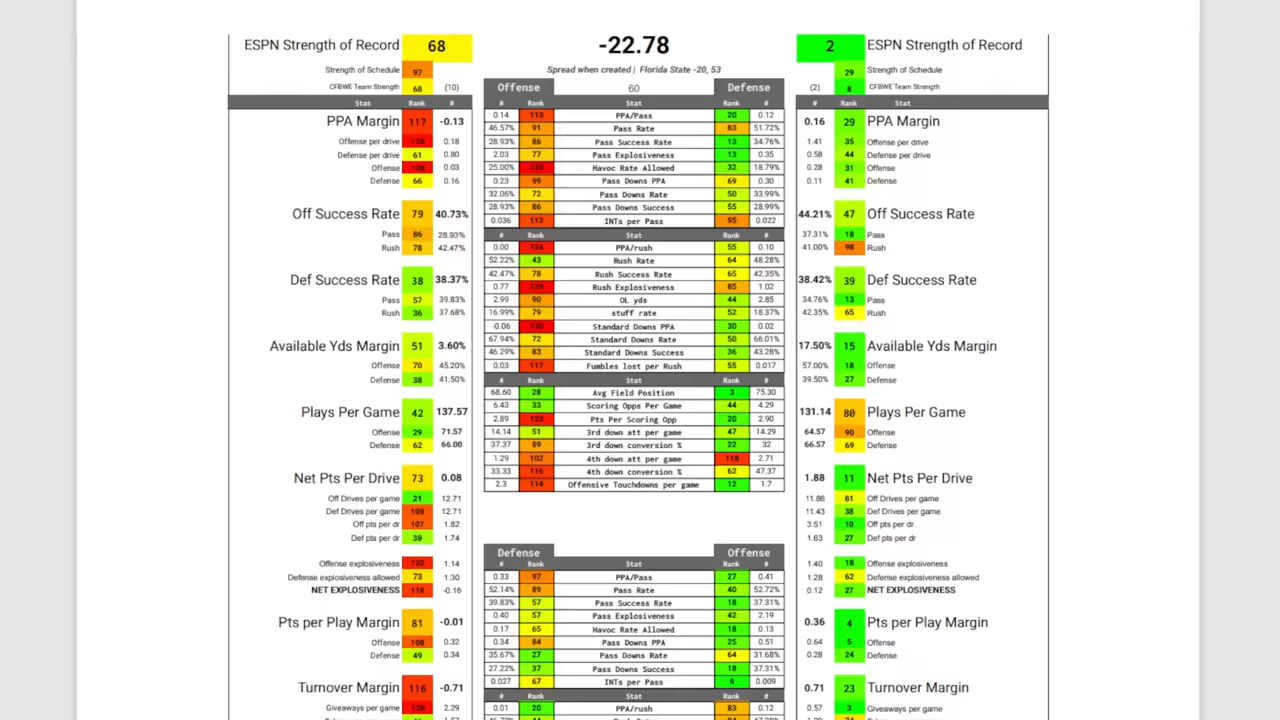 ESPN Strength of Record 68 -22.78 2 ESPN Strength of Record
Strength of Schedule 97 Spread when created | Florida State -20, 53 29 Strength of Schedule
CFBWE Team Strength 68 (10) Offense 60 Defense (2) 8 CFBWE Team Strength
Stat Rank # # Rank Stat Rank # # Rank Stat
PPA Margin 117 -0.13 0.16 29 PPA Margin
Offense per drive 0.18 1.41 35 Offense per drive
Defense per drive 61 0.80 0.58 44 Defense per drive
Offense 0.03 0.28 31 Offense
Defense 66 0.16 0.11 41 Defense
Off Success Rate 79 40.73% 44.21% 47 Off Success Rate
Pass 86 28.93% 37.31% 18 Pass
Rush 78 42.47% 41.00% 98 Rush
Def Success Rate 38 38.37% 38.42% 39 Def Success Rate
Pass 57 39.83% 34.76% 13 Pass
Rush 36 37.68% 42.35% 65 Rush
Available Yds Margin 51 3.60% 17.50% 15 Available Yds Margin
Offense 70 45.20% 57.00% 18 Offense
Defense 38 41.50% 39.50% 27 Defense
Plays Per Game 42 137.57 131.14 80 Plays Per Game
Offense 29 71.57 64.57 90 Offense
Defense 62 66.00 66.57 69 Defense
Net Pts Per Drive 73 0.08 1.88 11 Net Pts Per Drive
Off Drives per game 21 12.71 11.86 61 Off Drives per game
Def Drives per game 109 12.71 11.43 38 Def Drives per game
Off pts per dr 107 1.82 3.51 10 Off pts per dr
Def pts per dr 39 1.74 1.63 27 Def pts per dr
Offense explosiveness 122 1.14 1.40 18 Offense explosiveness
Defense explosiveness allowed 73 1.30 1.28 62 Defense explosiveness allowed
NET EXPLOSIVENESS 118 -0.16 0.12 27 NET EXPLOSIVENESS
Pts per Play Margin 81 -0.01 0.36 4 Pts per Play Margin
Offense 108 0.32 0.64 5 Offense
Defense 49 0.34 0.28 24 Defense
Turnover Margin 116 -0.71 0.71 23 Turnover Margin
Giveaways per game 2.29 0.57 3 Giveaways per game
0.14 113 PPA/Pass 20 0.12
46.57% 91 Pass Rate 83 51.72%
28.93% 86 Pass Success Rate 13 34.76%
2.03 77 Pass Explosiveness 13 0.35
25.00% Havoc Rate Allowed 32 18.79%
0.23 99 Pass Downs PPA 69 0.30
32.06% 72 Pass Downs Rate 50 33.99%
28.93% 86 Pass Downs Success 55 28.99%
0.036 112 INTs per Pass 95 0.022
# Rank Stat Rank #
0.00 124 PPA/rush 55 0.10
52.22% 43 Rush Rate 64 48.28%
42.47% 78 Rush Success Rate 65 42.35%
0.77 Rush Explosiveness 85 1.02
2.99 90 OL yds 44 2.85
16.99% 79 stuff rate 52 18.37%
-0.06 130 Standard Downs PPA 30 0.02
67.94% 72 Standard Downs Rate 50 66.01%
46.29% 83 Standard Downs Success 36 43.28%
0.03 117 Fumbles lost per Rush 55 0.017
# Rank Stat Rank #
68.60 28 Avg Field Position 3 75.30
6.43 33 Scoring Opps Per Game 44 4.29
2.89 Pts Per Scoring Opp 20 2.90
14.14 51 3rd down att per game 47 14.29
37.37 89 3rd down conversion % 22 32
1.29 102 4th down att per game 118 2.71
33.33 116 4th down conversion % 62 47.37
2.3 114 Offensive Touchdowns per game 12 1.7
Defense Offense
# Rank Stat Rank #
0.33 97 PPA/Pass 27 0.41
52.14% 89 Pass Rate 40 52.72%
39.83% 57 Pass Success Rate 18 37.31%
0.40 57 Pass Explosiveness 42 2.19
0.17 65 Havoc Rate Allowed 18 0.13
0.34 84 Pass Downs PPA 25 0.51
35.67% 27 Pass Downs Rate 64 31.68%
27.22% 37 Pass Downs Success 18 37.31%
0.027 67 INTs per Pass 6 0.009
# Rank Stat Rank #
0.01 20 PPA/rush 83 0.12